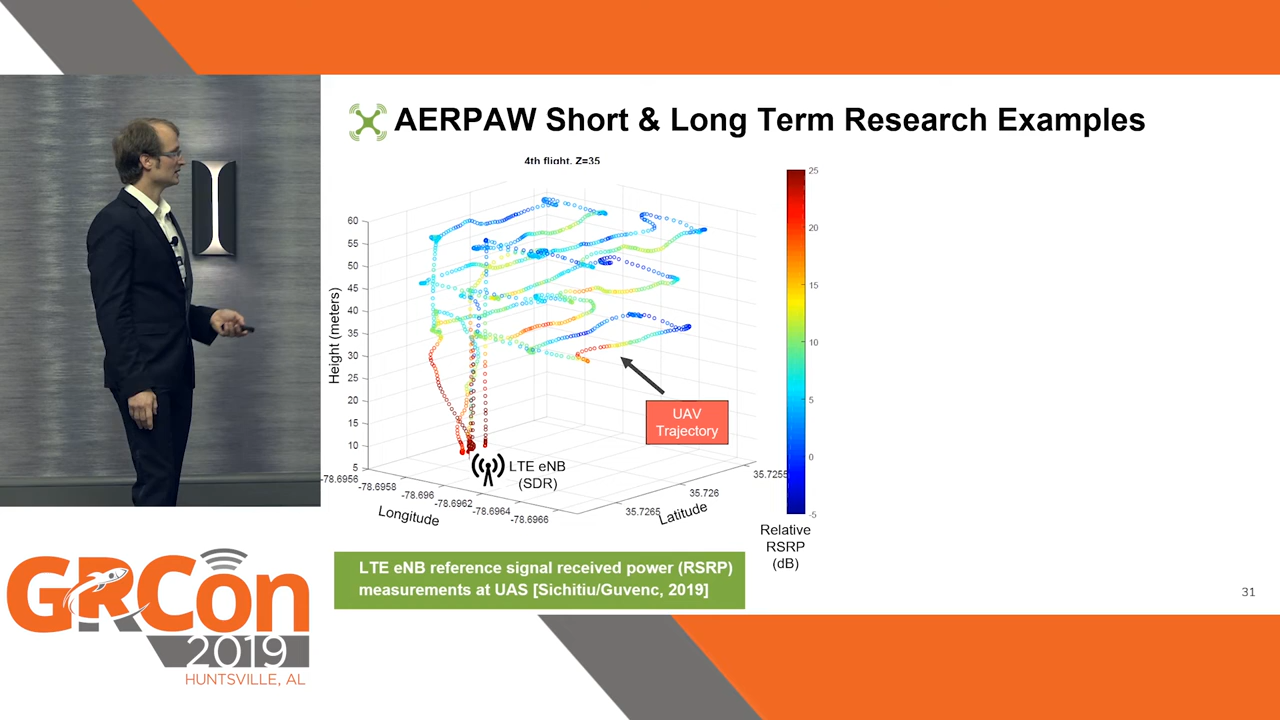 AERPAW Short & Long Term Research Examples
4th flight, Z=35
25
20
15
10
5
0
-5
Relative
RSRP
(dB)
60
55
50
45
40
35
30
25
20
15
10
5
Height (meters)
-78.6956
-78.6958
-78.696
-78.6962
-78.6964
-78.6966
Longitude
35.7265
35.726
35.7255
Latitude
UAV
Trajectory
LTE eNB
(SDR)
LTE eNB reference signal received power (RSRP)
measurements at UAS [Sichitiu/Guvenc, 2019]
31
GRCon
2019
HUNTSVILLE, AL